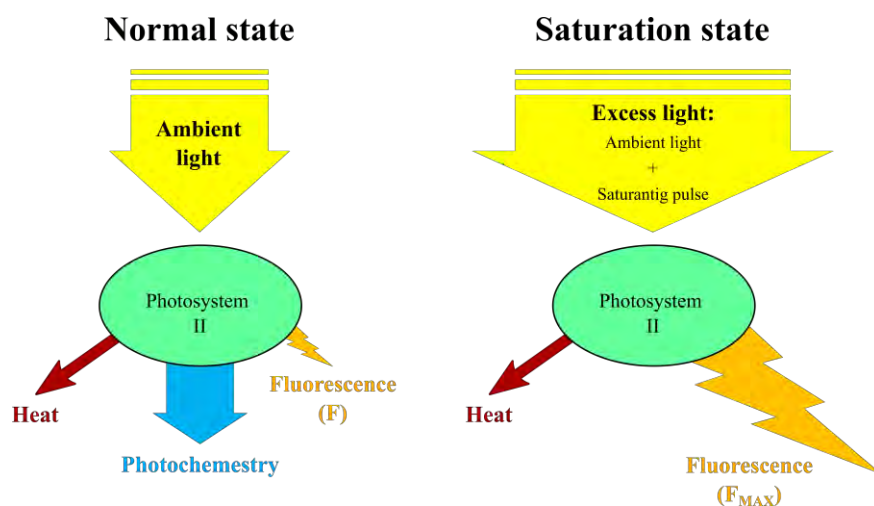 Normal state
Ambient
light
Photosystem
II
Heat
Fluorescence
(F)
Photochemestry
Saturation state
Excess light:
Ambient light
+
Saturantig pulse
Photosystem
II
Heat
Fluorescence
(FMAX)